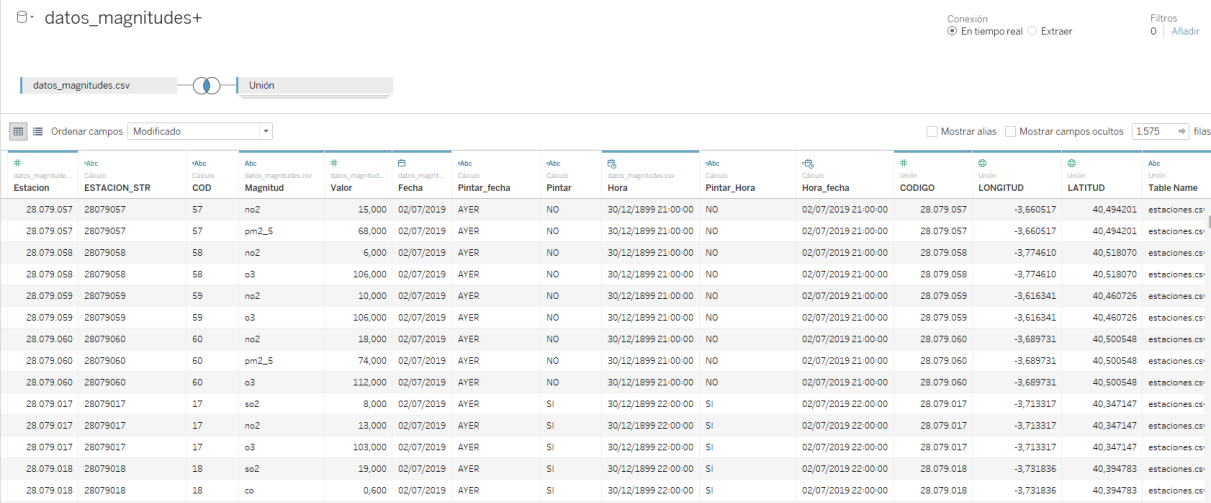 datos_magnitudes+
Conexión
En tiempo real Extraer
Filtros
0 Añadir
datos_magnitudes.csv Unión
Ordenar campos Modificado Mostrar alias Mostrar campos ocultos 1.575 filas
# =Abc =Abc Abc # =Abc =Abc =Abc # Abc
datos_magnitude... Cálculo Cálculo datos_magnitudes.csv datos_magnitud... datos_magnit... Cálculo Cálculo datos_magnitudes.csv Cálculo Cálculo Unión Unión Unión Unión
Estacion ESTACION_STR COD Magnitud Valor Fecha Pintar_fecha Pintar Hora Pintar_Hora Hora_fecha CODIGO LONGITUD LATITUD Table Name
28.079.057 28079057 57 no2 15,000 02/07/2019 AYER NO 30/12/1899 21:00:00 NO 02/07/2019 21:00:00 28.079.057 -3,660517 40,494201 estaciones.cs
28.079.057 28079057 57 pm2_5 68,000 02/07/2019 AYER NO 30/12/1899 21:00:00 NO 02/07/2019 21:00:00 28.079.057 -3,660517 40,494201 estaciones.cs
28.079.058 28079058 58 no2 6,000 02/07/2019 AYER NO 30/12/1899 21:00:00 NO 02/07/2019 21:00:00 28.079.058 -3,774610 40,518070 estaciones.cs
28.079.058 28079058 58 o3 106,000 02/07/2019 AYER NO 30/12/1899 21:00:00 NO 02/07/2019 21:00:00 28.079.058 -3,774610 40,518070 estaciones.cs
28.079.059 28079059 59 no2 10,000 02/07/2019 AYER NO 30/12/1899 21:00:00 NO 02/07/2019 21:00:00 28.079.059 -3,616341 40,460726 estaciones.cs
28.079.059 28079059 59 o3 106,000 02/07/2019 AYER NO 30/12/1899 21:00:00 NO 02/07/2019 21:00:00 28.079.059 -3,616341 40,460726 estaciones.cs
28.079.060 28079060 60 no2 18,000 02/07/2019 AYER NO 30/12/1899 21:00:00 NO 02/07/2019 21:00:00 28.079.060 -3,689731 40,500548 estaciones.cs
28.079.060 28079060 60 pm2_5 74,000 02/07/2019 AYER NO 30/12/1899 21:00:00 NO 02/07/2019 21:00:00 28.079.060 -3,689731 40,500548 estaciones.cs
28.079.060 28079060 60 o3 112,000 02/07/2019 AYER NO 30/12/1899 21:00:00 NO 02/07/2019 21:00:00 28.079.060 -3,689731 40,500548 estaciones.cs
28.079.017 28079017 17 so2 8,000 02/07/2019 AYER SI 30/12/1899 22:00:00 SI 02/07/2019 22:00:00 28.079.017 -3,713317 40,347147 estaciones.cs
28.079.017 28079017 17 no2 13,000 02/07/2019 AYER SI 30/12/1899 22:00:00 SI 02/07/2019 22:00:00 28.079.017 -3,713317 40,347147 estaciones.cs
28.079.017 28079017 17 o3 103,000 02/07/2019 AYER SI 30/12/1899 22:00:00 SI 02/07/2019 22:00:00 28.079.017 -3,713317 40,347147 estaciones.cs
28.079.018 28079018 18 so2 19,000 02/07/2019 AYER SI 30/12/1899 22:00:00 SI 02/07/2019 22:00:00 28.079.018 -3,731836 40,394783 estaciones.cs
28.079.018 28079018 18 co 0,600 02/07/2019 AYER SI 30/12/1899 22:00:00 SI 02/07/2019 22:00:00 28.079.018 -3,731836 40,394783 estaciones.cs